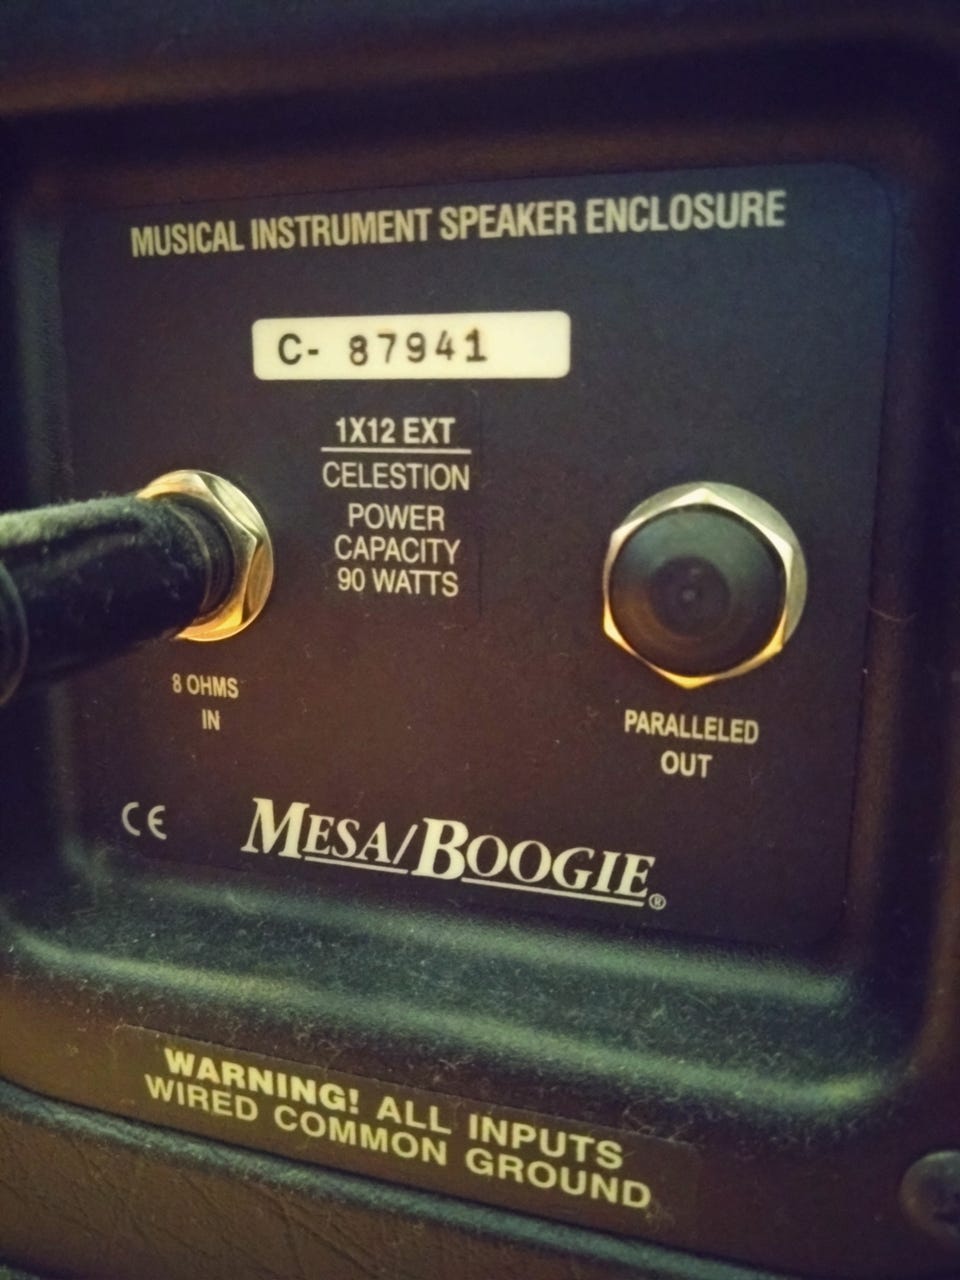 MUSICAL INSTRUMENT SPEAKER ENCLOSURE
C- 87941
1X12 EXT
CELESTION
POWER
CAPACITY
90 WATTS
8 OHMS
IN
PARALLELED
OUT
CE
MESA/BOOGIE®
WARNING! ALL INPUTS
WIRED COMMON GROUND